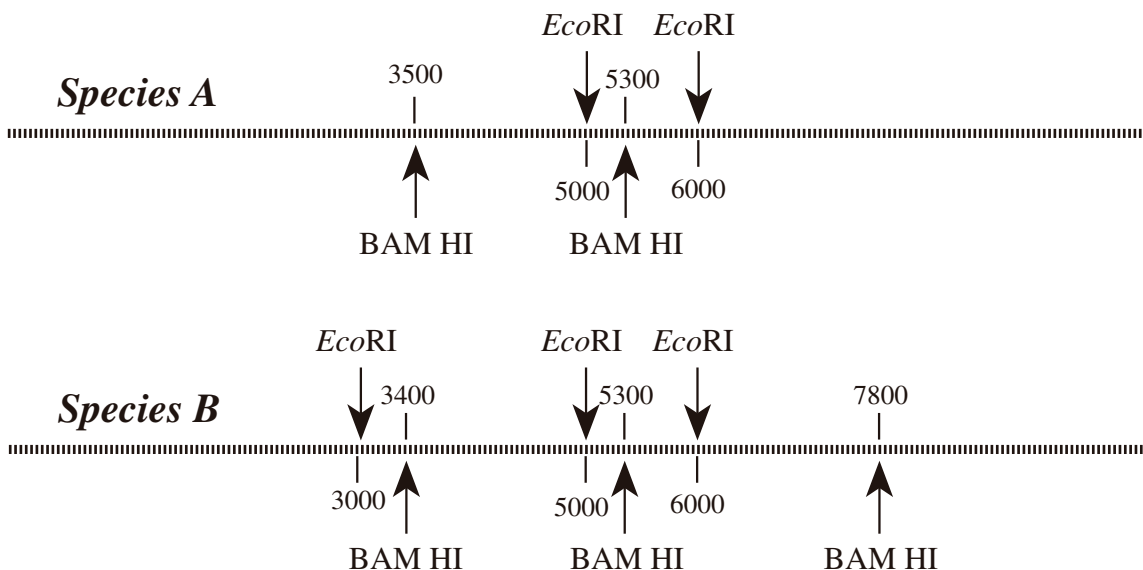 EcoRI EcoRI
3500 5300
Species A
5000 6000
BAM HI BAM HI
EcoRI EcoRI EcoRI
3400 5300 7800
Species B
3000 5000 6000
BAM HI BAM HI BAM HI